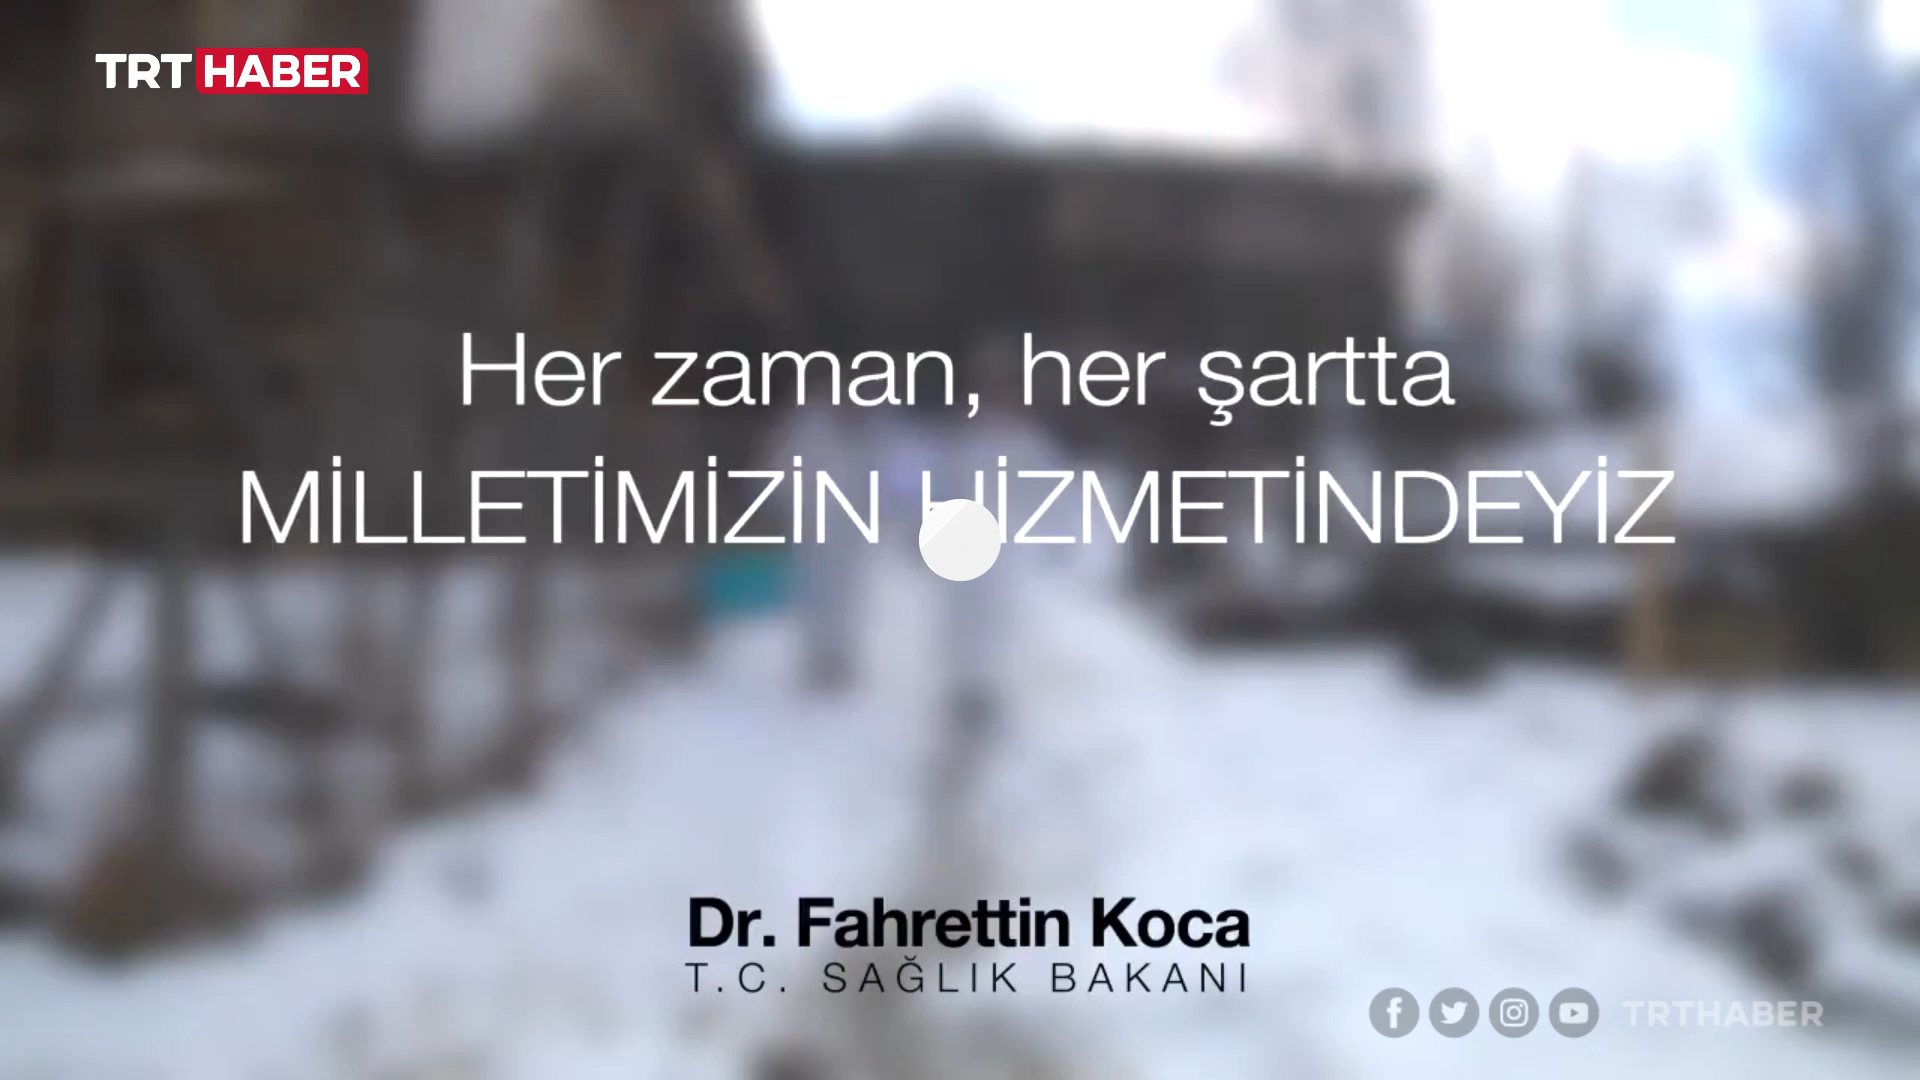 TRT HABER
Her zaman, her şartta
MİLLETİMİZİN HİZMETİNDEYİZ
Dr. Fahrettin Koca
T.C. SAĞLIK BAKANI
TRTHABER